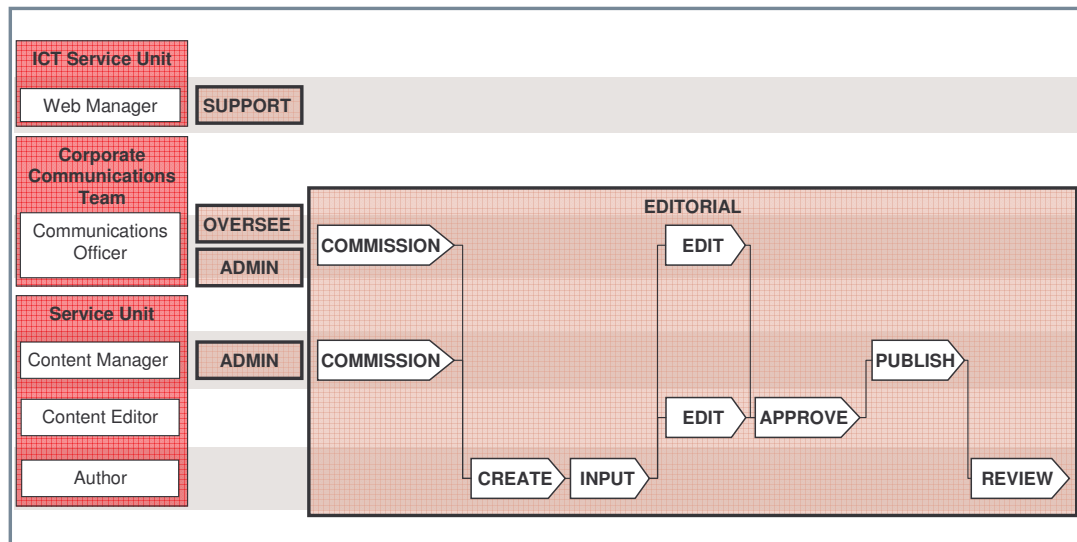 ICT Service Unit
Web Manager
SUPPORT
Corporate
Communications
Team
Communications
Officer
OVERSEE
ADMIN
EDITORIAL
COMMISSION
EDIT
Service Unit
Content Manager
ADMIN
COMMISSION
PUBLISH
Content Editor
EDIT
APPROVE
Author
CREATE
INPUT
REVIEW